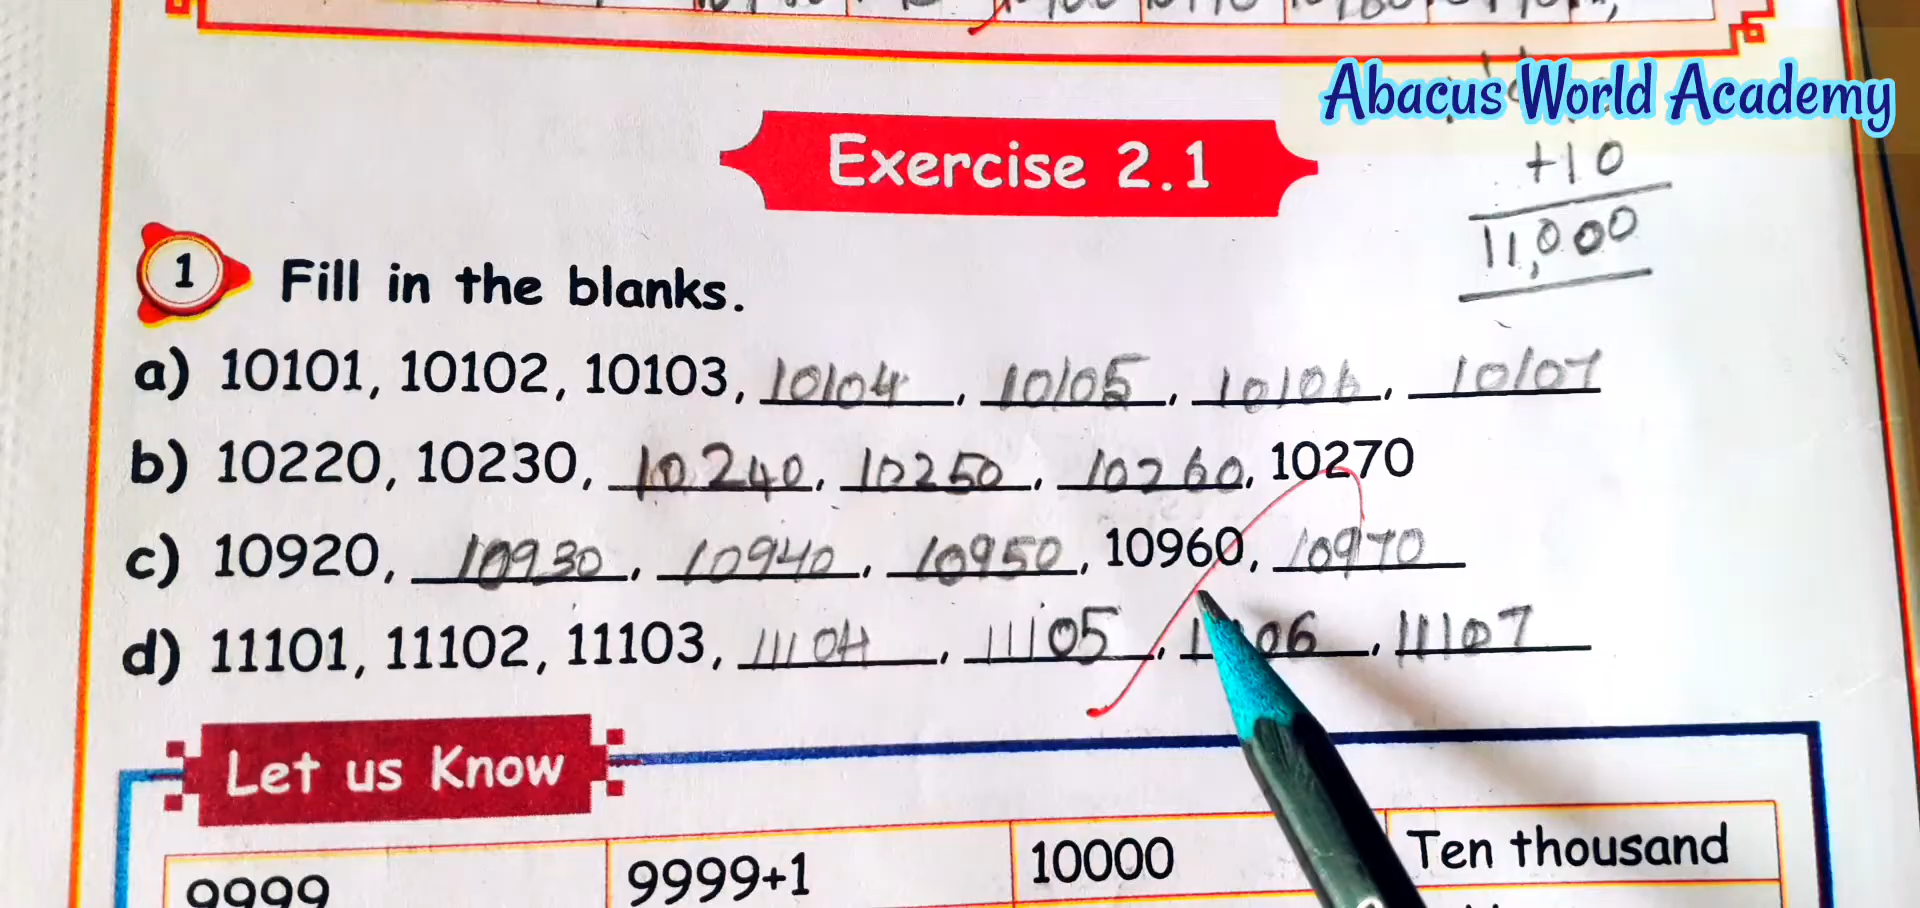 Abacus World Academy
+10
11,000
Exercise 2.1
1 Fill in the blanks.
a) 10101, 10102, 10103, 10104, 10105, 10106, 10107
b) 10220, 10230, 10240, 10250, 10260, 10270
c) 10920, 10930, 10940, 10950, 10960, 10970
d) 11101, 11102, 11103, 11104, 11105, 11107
Let us Know
9999 9999+1 10000 Ten thousand